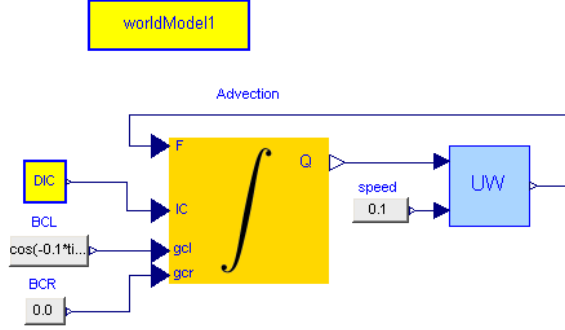 worldModel1
Advection
F
Q
DIC
IC
speed
0.1
UW
BCL
cos(-0.1*ti...
gcl
gcr
BCR
0.0